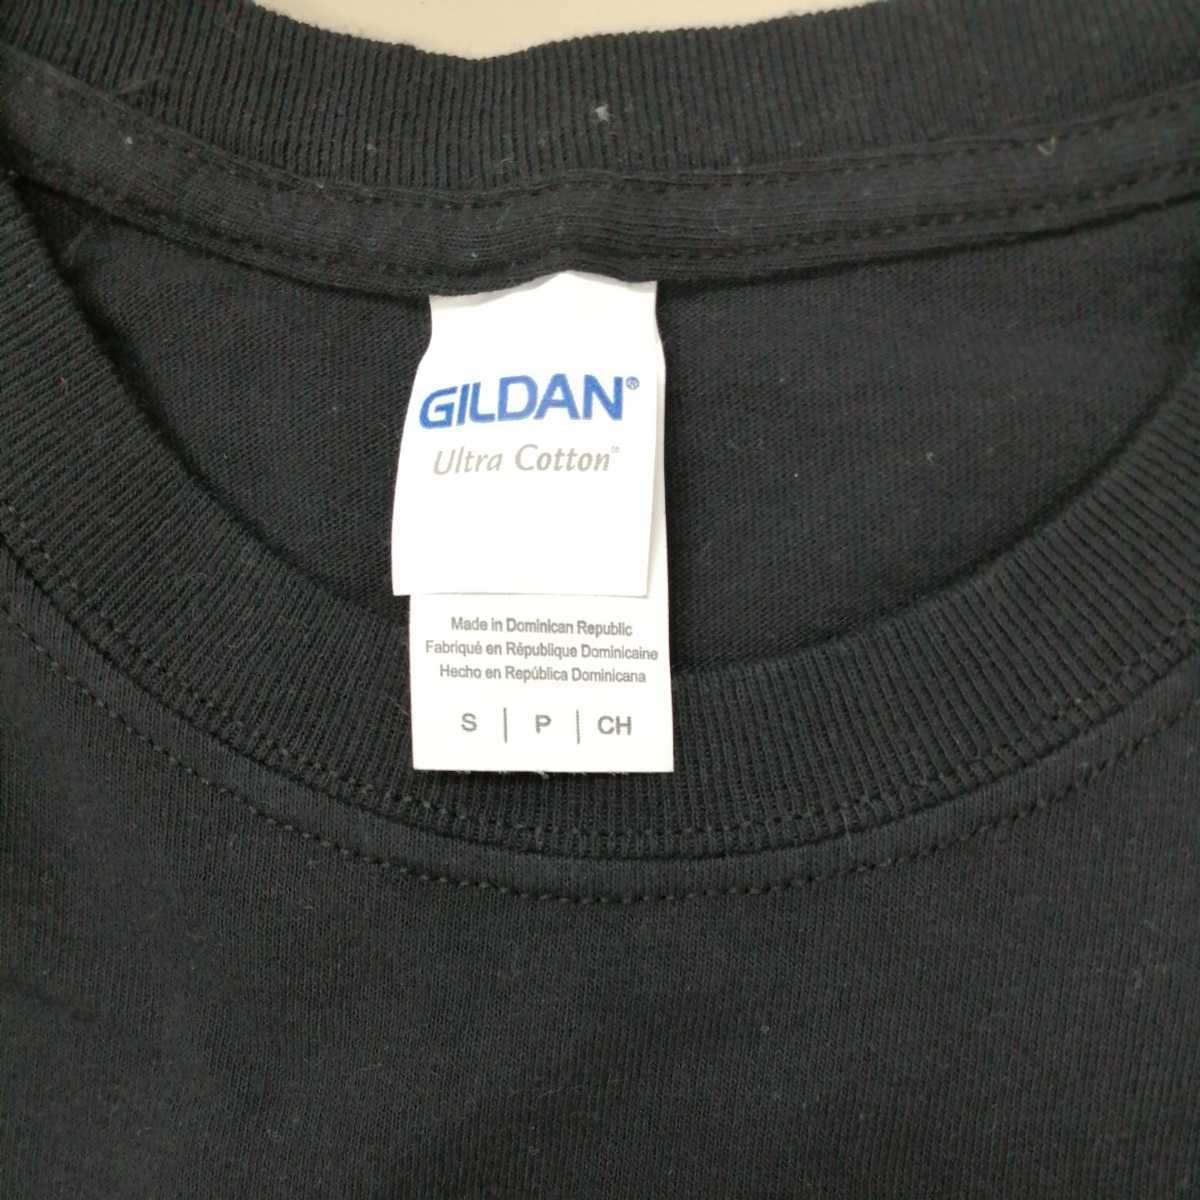 GILDAN®
Ultra Cotton™
Made in Dominican Republic
Fabriqué en République Dominicaine
Hecho en República Dominicana
S | P | CH